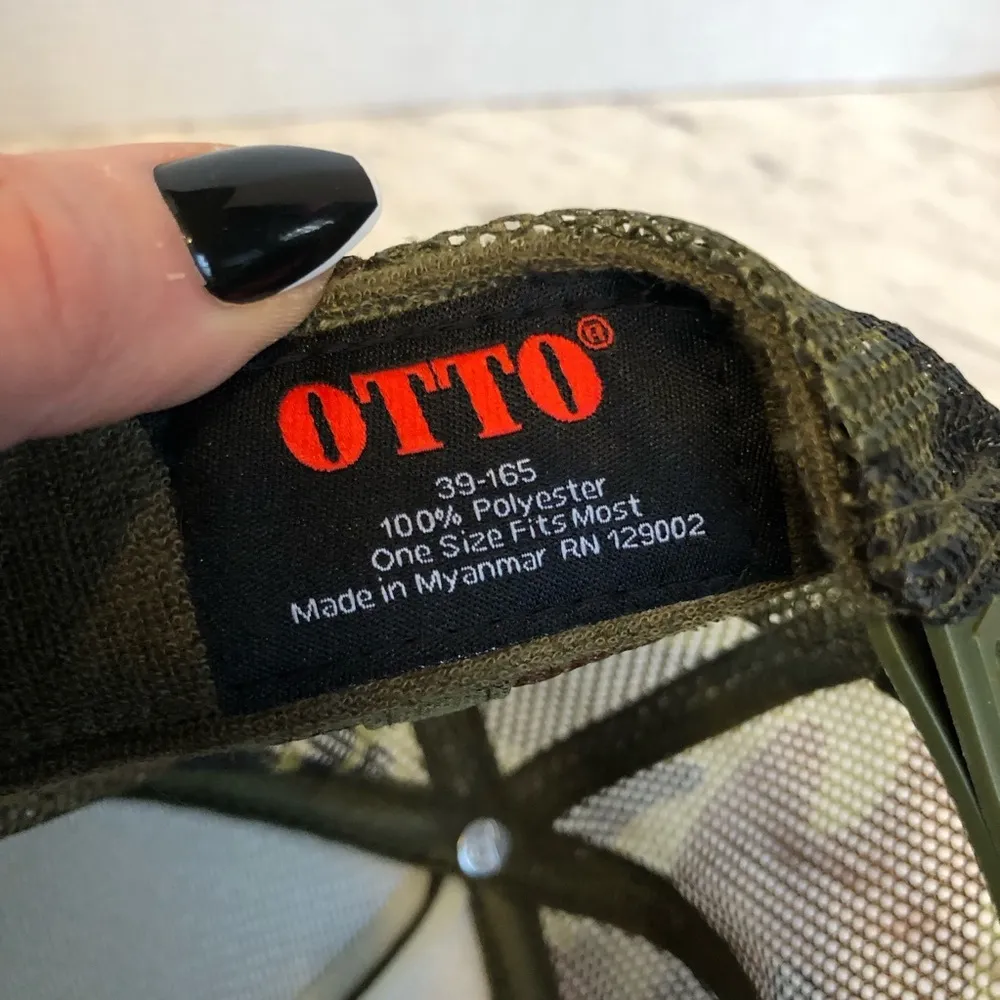 OTTO®
39-165
100% Polyester
One Size Fits Most
Made in Myanmar RN 129002